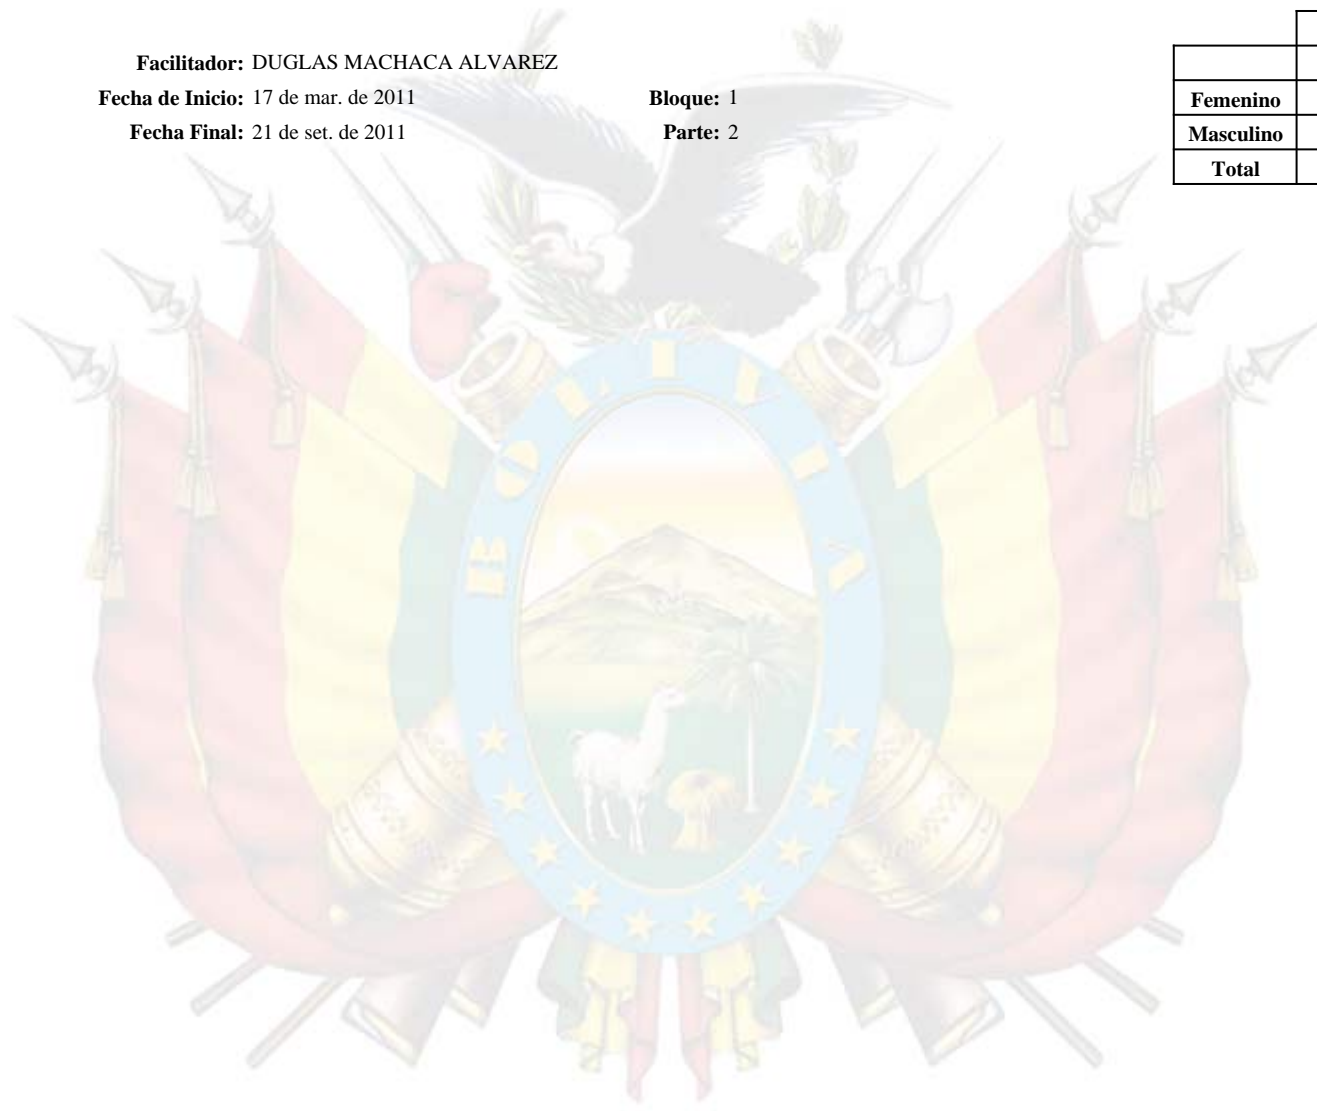 Facilitador: DUGLAS MACHACA ALVAREZ
Fecha de Inicio: 17 de mar. de 2011 Bloque: 1
Fecha Final: 21 de set. de 2011 Parte: 2
Femenino
Masculino
Total
BOLIVIA